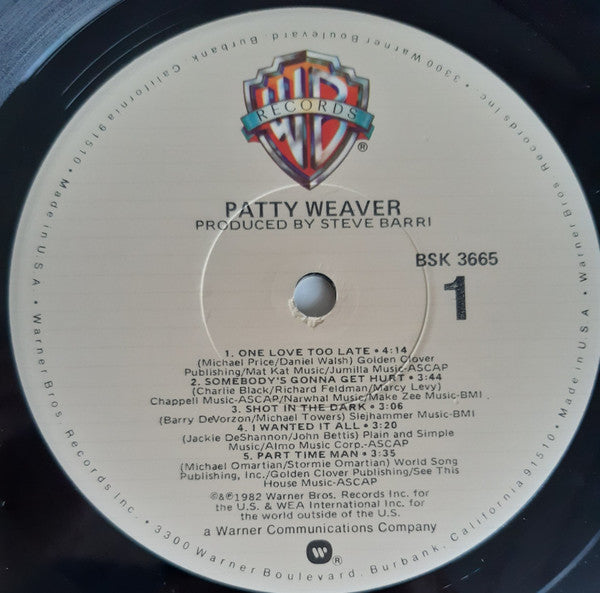 WB
RECORDS
®
PATTY WEAVER
PRODUCED BY STEVE BARRI
BSK 3665
1
1. ONE LOVE TOO LATE • 4:14
(Michael Price/Daniel Walsh) Golden Clover
Publishing/Mat Kat Music/Jumilla Music-ASCAP
2. SOMEBODY'S GONNA GET HURT • 3:44
(Charlie Black/Richard Feldman/Marcy Levy)
Chappell Music-ASCAP/Narwhal Music/Make Zee Music-BMI
3. SHOT IN THE DARK • 3:06
(Barry DeVorzon/Michael Towers) Slejhammer Music-BMI
4. I WANTED IT ALL • 3:20
(Jackie DeShannon/John Bettis) Plain and Simple
Music/Almo Music Corp.-ASCAP
5. PART TIME MAN • 3:35
(Michael Omartian/Stormie Omartian) World Song
Publishing, Inc./Golden Clover Publishing/See This
House Music-ASCAP
©&℗1982 Warner Bros. Records Inc. for
the U.S. & WEA International Inc. for
the world outside of the U.S.
a Warner Communications Company
®
Made in U.S.A. • Warner Bros. Records Inc. • 3300 Warner Boulevard, Burbank, California 91510 • Made in U.S.A. • Warner Bros. Records Inc. • 3300 Warner Boulevard, Burbank, California 91510 •